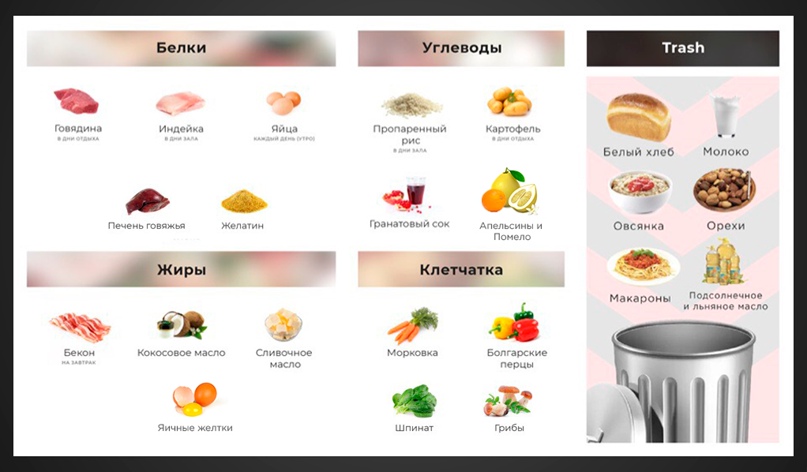 Белки
Говядина
В ДНИ ОТДЫХА
Индейка
В ДНИ ЗАЛА
Яйца
КАЖДЫЙ ДЕНЬ (УТРО)
Печень говяжья
Желатин
Углеводы
Пропаренный
рис
В ДНИ ЗАЛА
Картофель
В ДНИ ОТДЫХА
Гранатовый сок
Апельсины и
Помело
Жиры
Бекон
НА ЗАВТРАК
Кокосовое масло
Сливочное
масло
Яичные желтки
Клетчатка
Морковка
Болгарские
перцы
Шпинат
Грибы
Trash
Белый хлеб
Молоко
Овсянка
Орехи
Макароны
Подсолнечное
и льняное масло